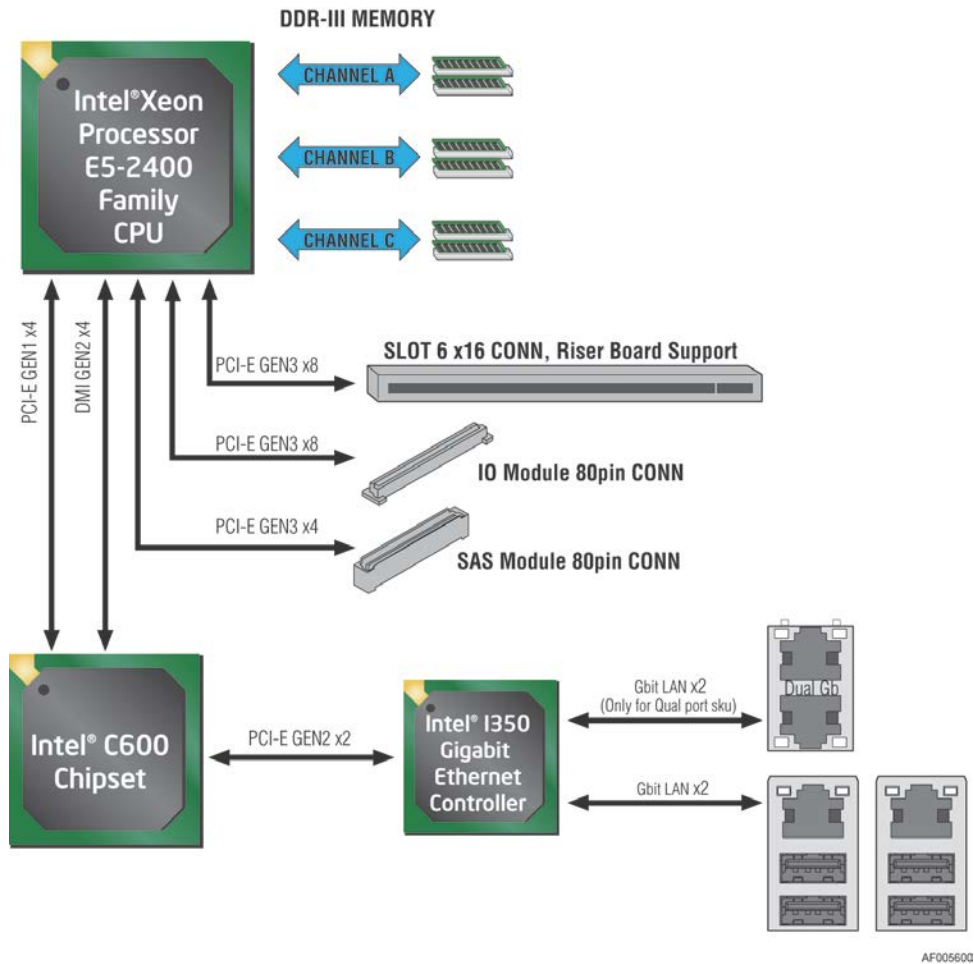 DDR-III MEMORY
Intel®Xeon
Processor
E5-2400
Family
CPU
CHANNEL A
CHANNEL B
CHANNEL C
PCI-E GEN1 x4
DMI GEN2 x4
PCI-E GEN3 x8
SLOT 6 x16 CONN, Riser Board Support
PCI-E GEN3 x8
IO Module 80pin CONN
PCI-E GEN3 x4
SAS Module 80pin CONN
Intel® C600
Chipset
PCI-E GEN2 x2
Intel® I350
Gigabit
Ethernet
Controller
Gbit LAN x2
(Only for Qual port sku)
Dual Gb
Gbit LAN x2
AF005600